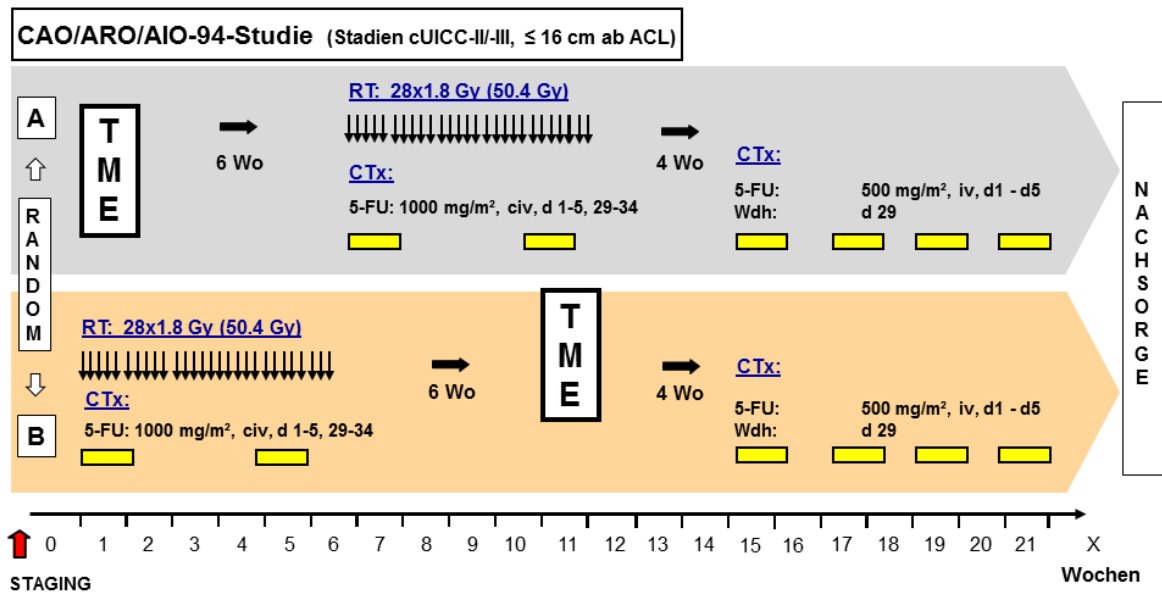 CAO/ARO/AIO-94-Studie (Stadien cUICC-II/-III, ≤ 16 cm ab ACL)
A
TME
6 Wo
RT: 28x1.8 Gy (50.4 Gy)
CTx:
5-FU: 1000 mg/m², civ, d 1-5, 29-34
4 Wo
CTx:
5-FU: 500 mg/m², iv, d1 - d5
Wdh: d 29
RANDOM
NACHSORGE
RT: 28x1.8 Gy (50.4 Gy)
CTx:
5-FU: 1000 mg/m², civ, d 1-5, 29-34
6 Wo
TME
4 Wo
CTx:
5-FU: 500 mg/m², iv, d1 - d5
Wdh: d 29
B
0 1 2 3 4 5 6 7 8 9 10 11 12 13 14 15 16 17 18 19 20 21 X
Wochen
STAGING